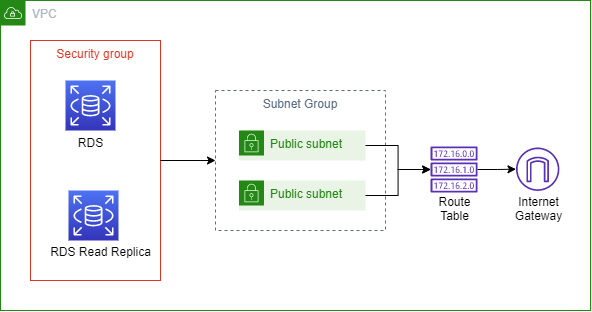 VPC
Security group
RDS
RDS Read Replica
Subnet Group
Public subnet
Public subnet
172.16.0.0
172.16.1.0
172.16.2.0
Route
Table
Internet
Gateway